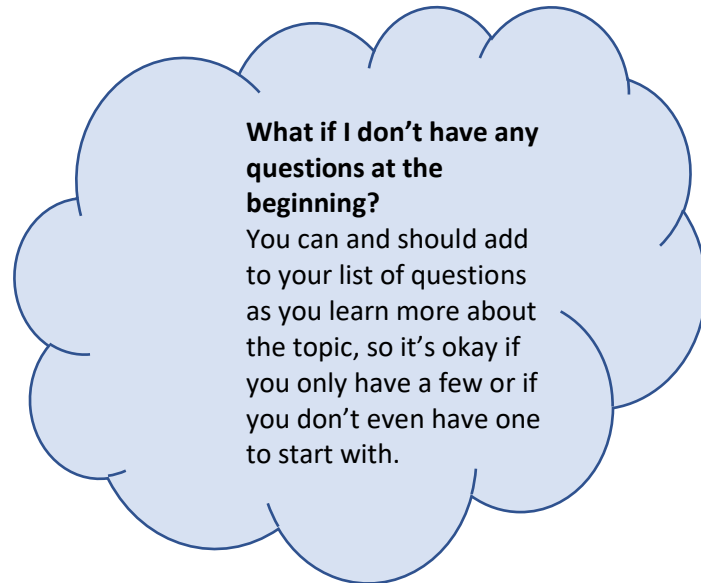 What if I don’t have any
questions at the
beginning?
You can and should add
to your list of questions
as you learn more about
the topic, so it’s okay if
you only have a few or if
you don’t even have one
to start with.